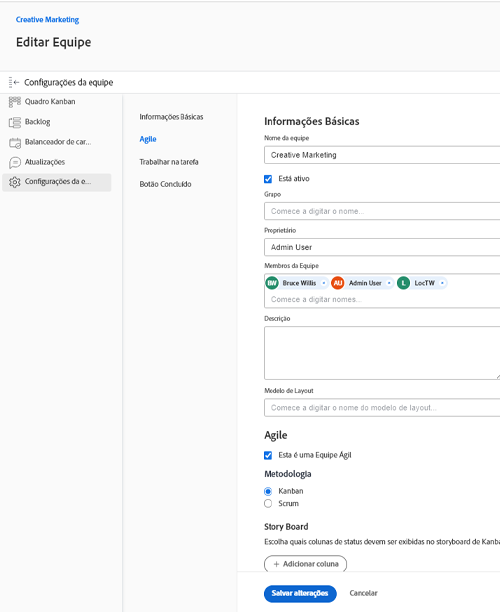 Creative Marketing
Editar Equipe
Configurações da equipe
Quadro Kanban
Backlog
Balanceador de car...
Atualizações
Configurações da e...
Informações Básicas
Agile
Trabalhar na tarefa
Botão Concluído
Informações Básicas
Nome da equipe
Creative Marketing
Está ativo
Grupo
Comece a digitar o nome...
Proprietário
Admin User
Membros da Equipe
BW Bruce Willis AU Admin User L LocTW
Comece a digitar nomes...
Descrição
Modelo de Layout
Comece a digitar o nome do modelo de layout...
Agile
Esta é uma Equipe Ágil
Metodologia
Kanban
Scrum
Story Board
Escolha quais colunas de status devem ser exibidas no storyboard de Kanba
+ Adicionar coluna
Salvar alterações Cancelar